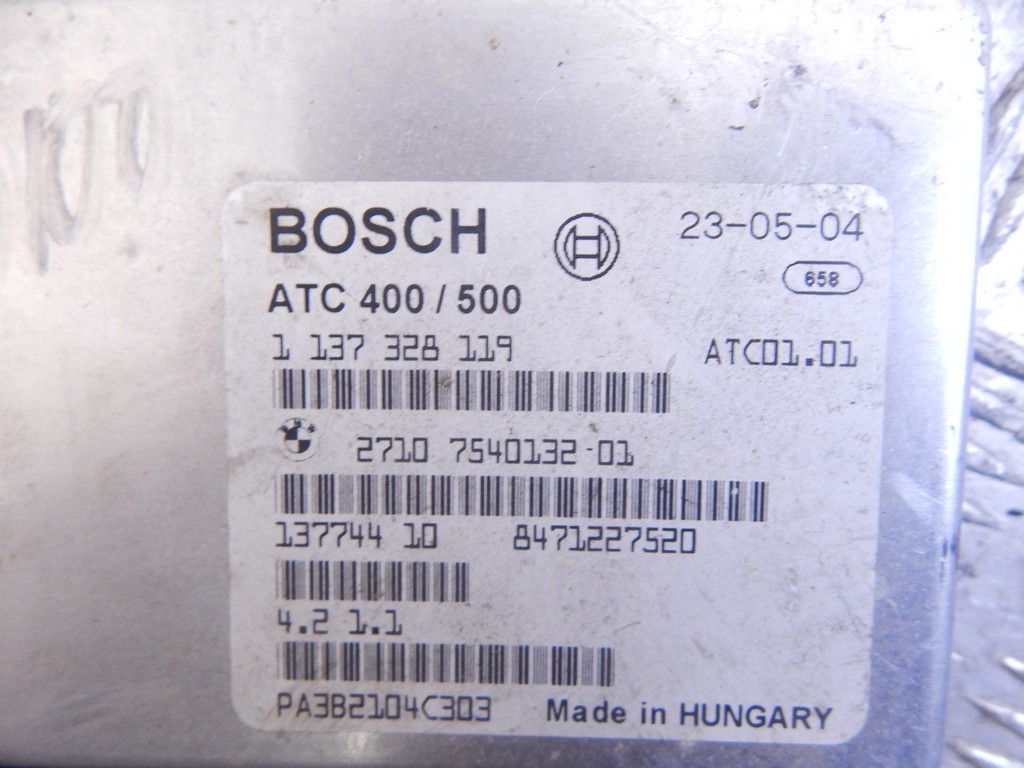 BOSCH 23-05-04
658
ATC 400 / 500
1 137 328 119 ATC01.01
2710 7540132-01
137744 10 8471227520
4.2 1.1
PA3B2104C303 Made in HUNGARY